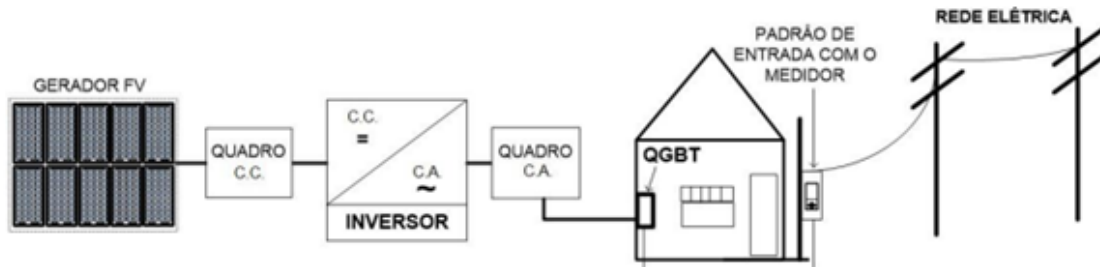 REDE ELÉTRICA
PADRÃO DE
ENTRADA COM O
MEDIDOR
GERADOR FV
QUADRO
C.C.
C.C.
=
C.A.
~
INVERSOR
QUADRO
C.A.
QGBT